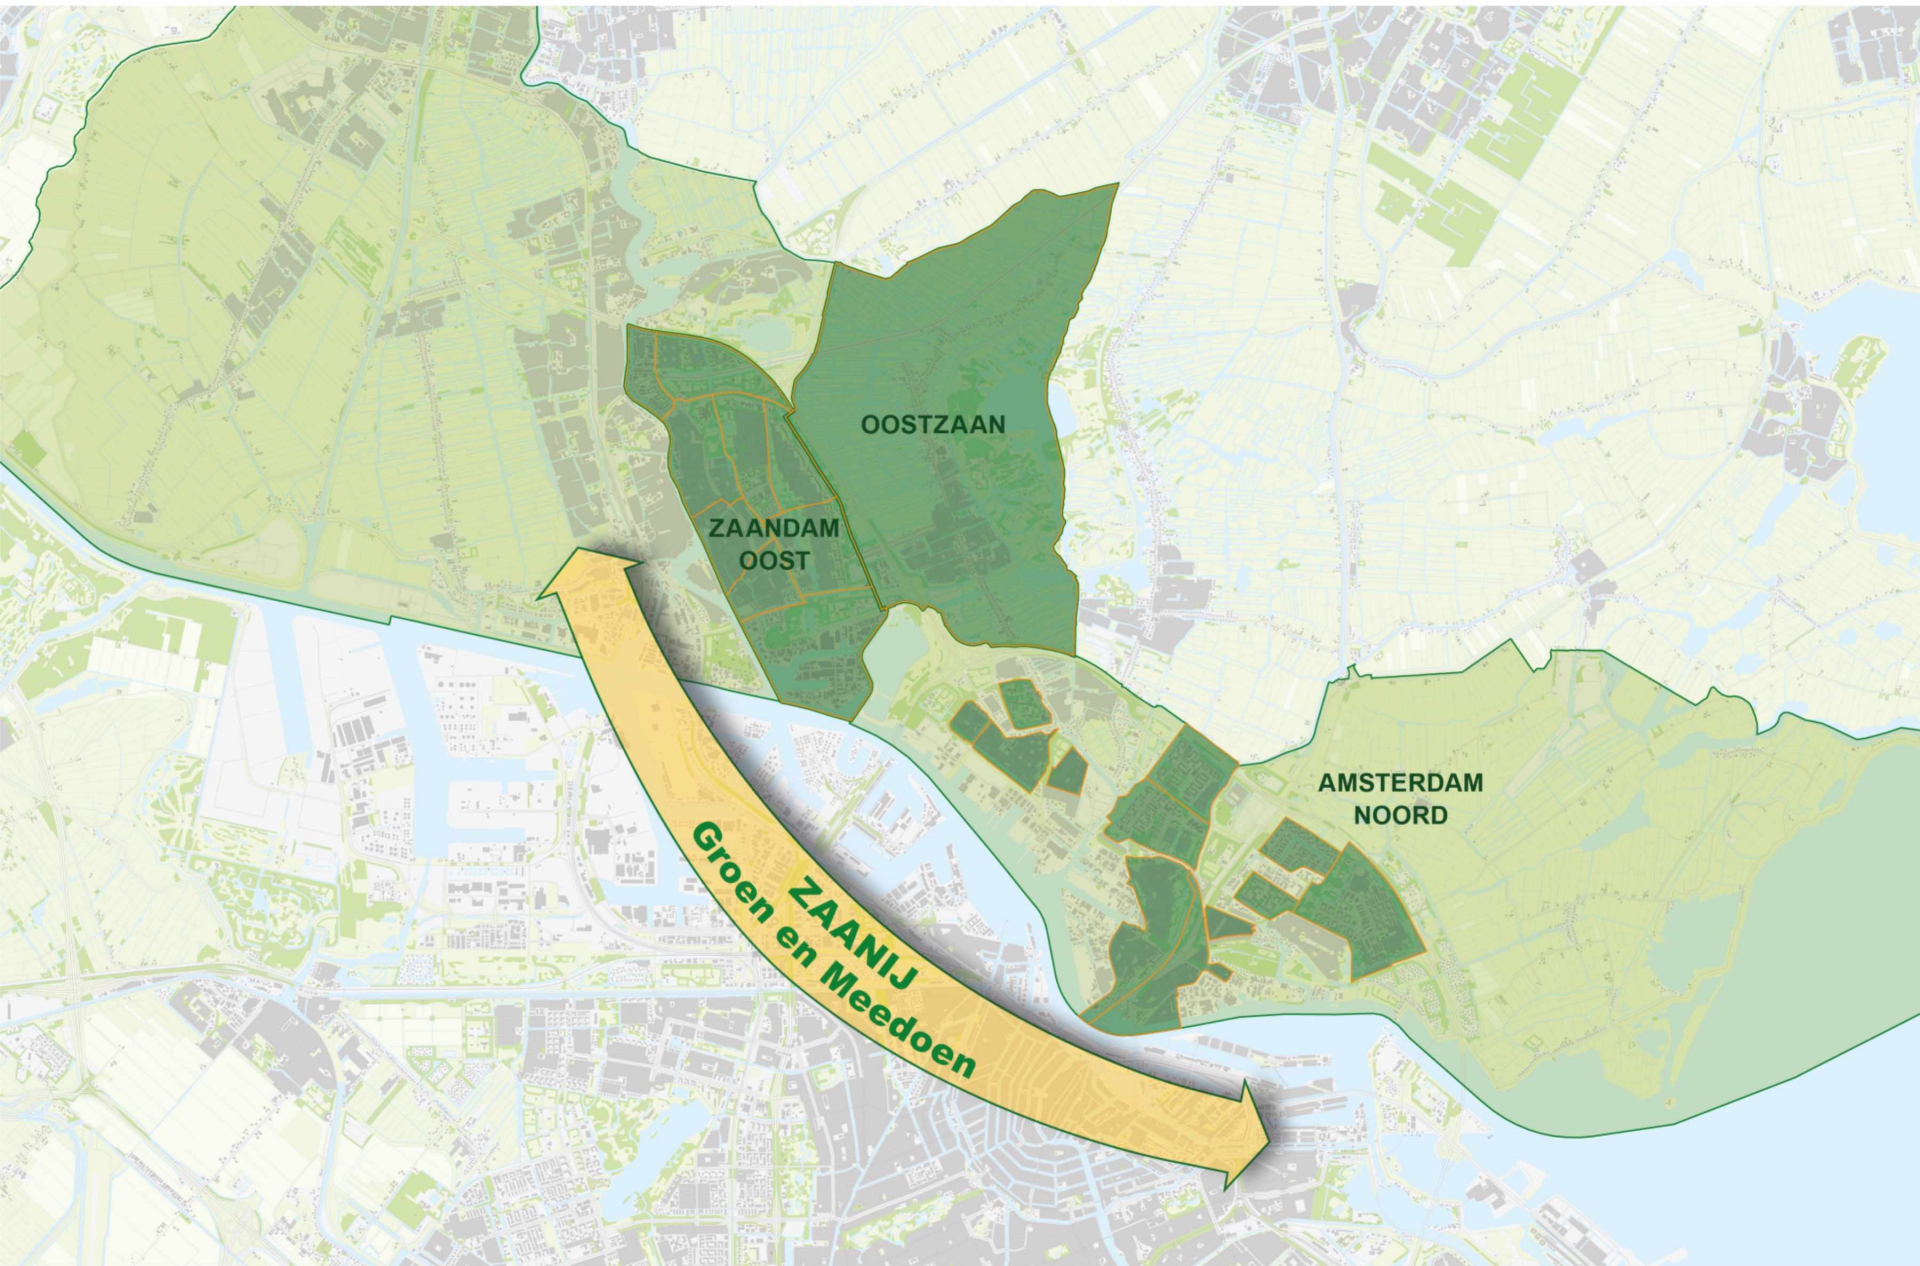 OOSTZAAN
ZAANDAM
OOST
AMSTERDAM
NOORD
ZAANIJ
Groen en Meedoen